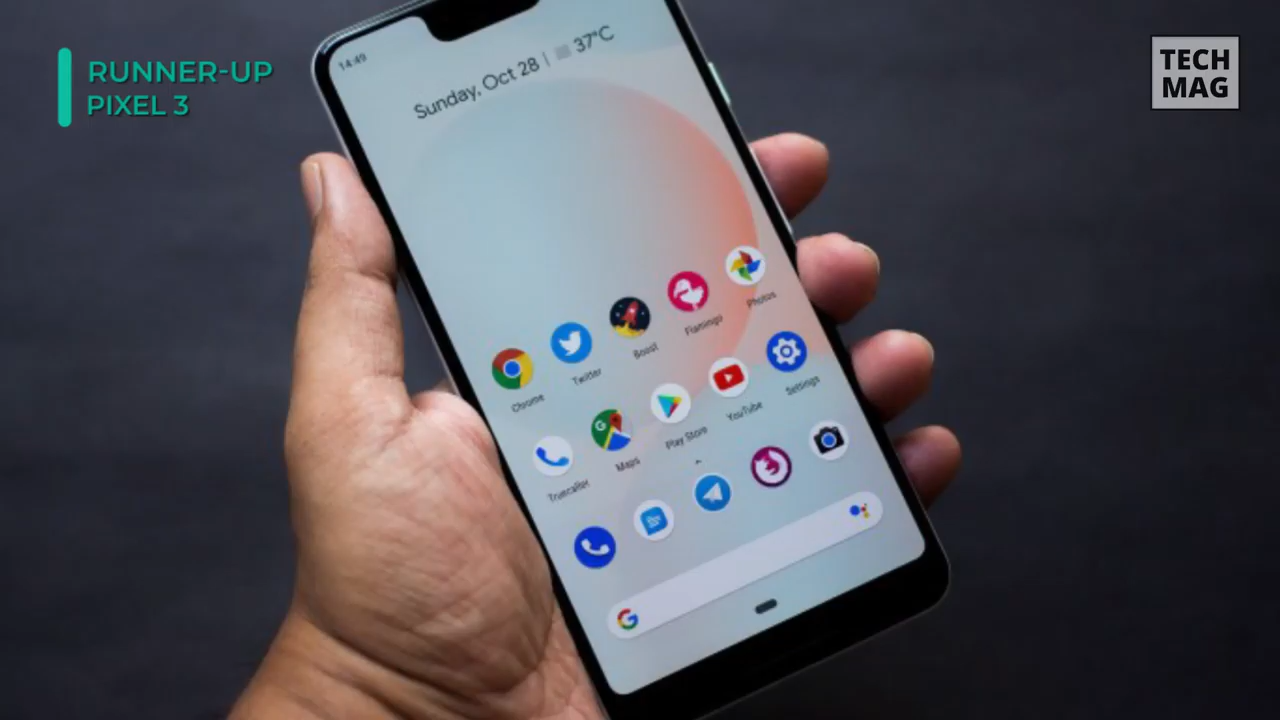 RUNNER-UP
PIXEL 3
TECH
MAG
14:49
Sunday, Oct 28 | 37°C
Chrome
Twitter
Boost
Flamingo
Photos
Truecaller
Maps
Play Store
YouTube
Settings
G